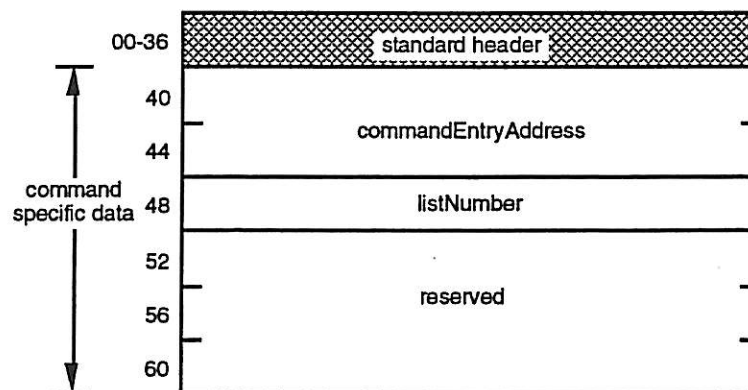 00-36
standard header
40
commandEntryAddress
44
command
specific data
48
listNumber
52
reserved
56
60